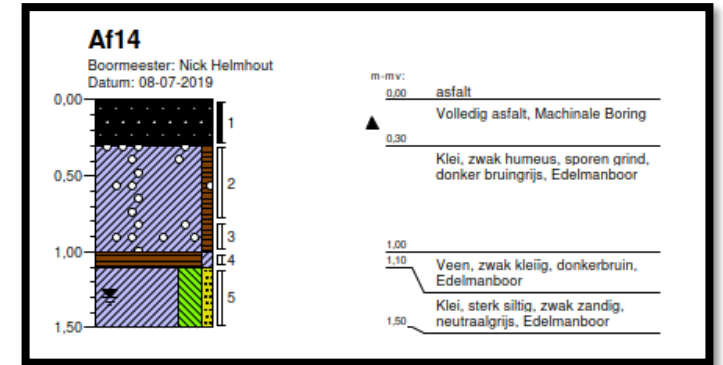 Af14
Boormeester: Nick Helmhout
Datum: 08-07-2019
0,00
0,50
1,00
1,50
1
2
3
4
5
m-mv:
0,00 asfalt
Volledig asfalt, Machinale Boring
0,30
Klei, zwak humeus, sporen grind,
donker bruingrijs, Edelmanboor
1,00
1,10
Veen, zwak kleiïg, donkerbruin,
Edelmanboor
Klei, sterk siltig, zwak zandig,
1,50 neutraalgrijs, Edelmanboor